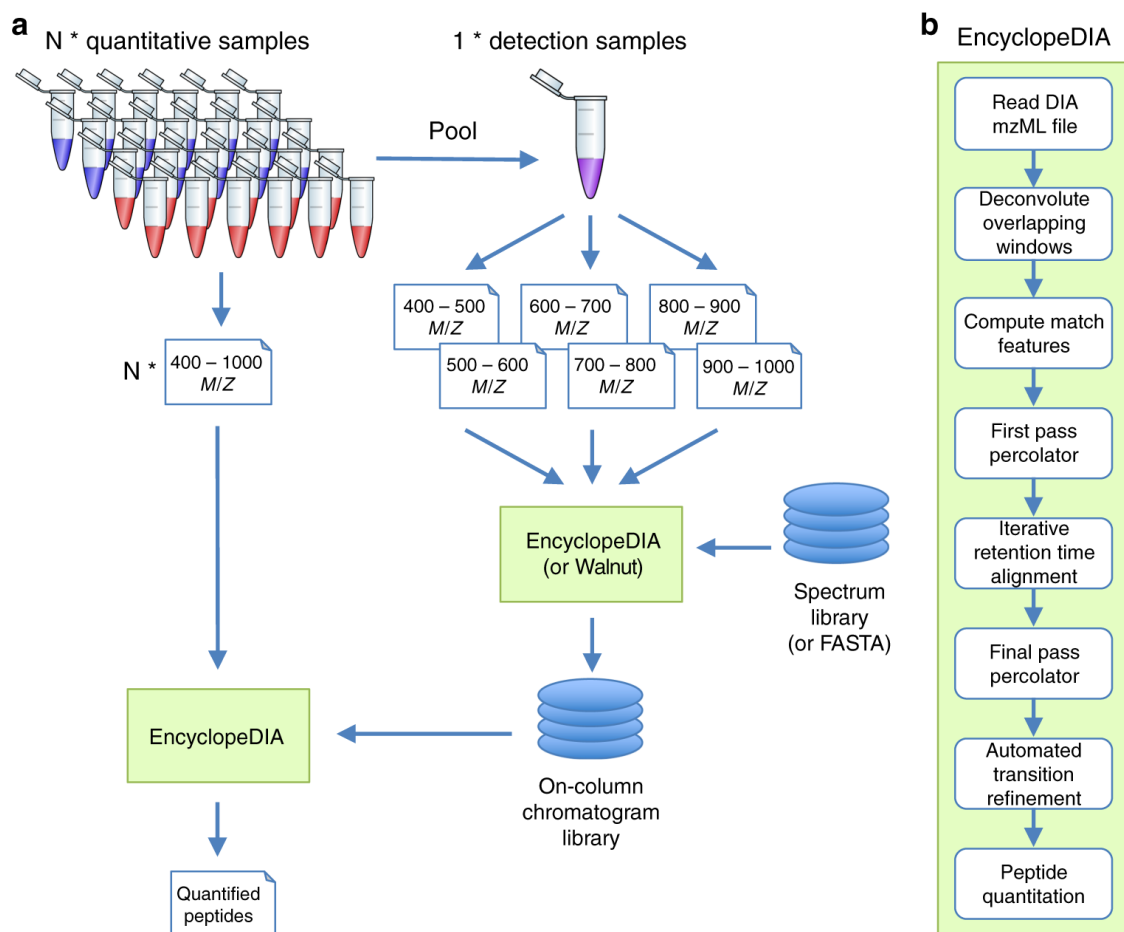 a
N * quantitative samples
1 * detection samples
Pool
400 – 500
M/Z
600 – 700
M/Z
800 – 900
M/Z
500 – 600
M/Z
700 – 800
M/Z
900 – 1000
M/Z
N *
400 – 1000
M/Z
EncyclopeDIA
(or Walnut)
Spectrum
library
(or FASTA)
EncyclopeDIA
On-column
chromatogram
library
Quantified
peptides
b
EncyclopeDIA
Read DIA
mzML file
Deconvolute
overlapping
windows
Compute match
features
First pass
percolator
Iterative
retention time
alignment
Final pass
percolator
Automated
transition
refinement
Peptide
quantitation